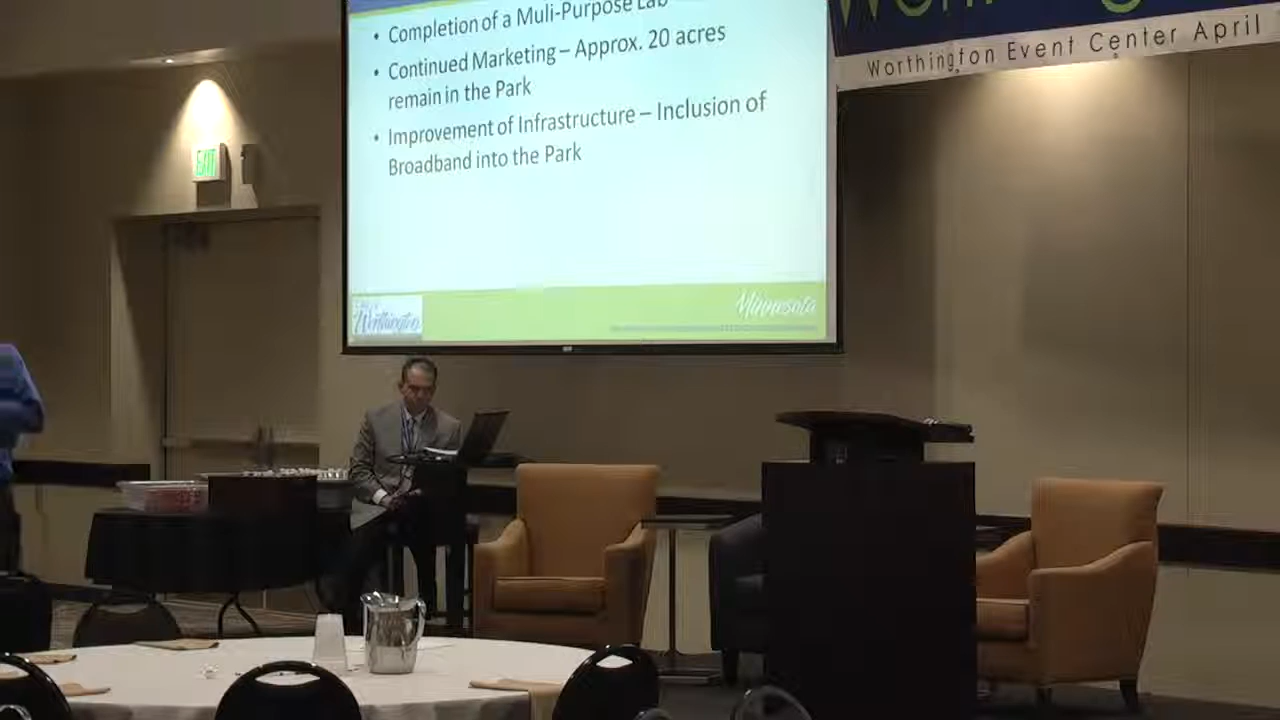 • Completion of a Muli-Purpose Lab
• Continued Marketing – Approx. 20 acres
remain in the Park
• Improvement of Infrastructure – Inclusion of
Broadband into the Park
Worthington Event Center April
EXIT
Worthington
Minnesota